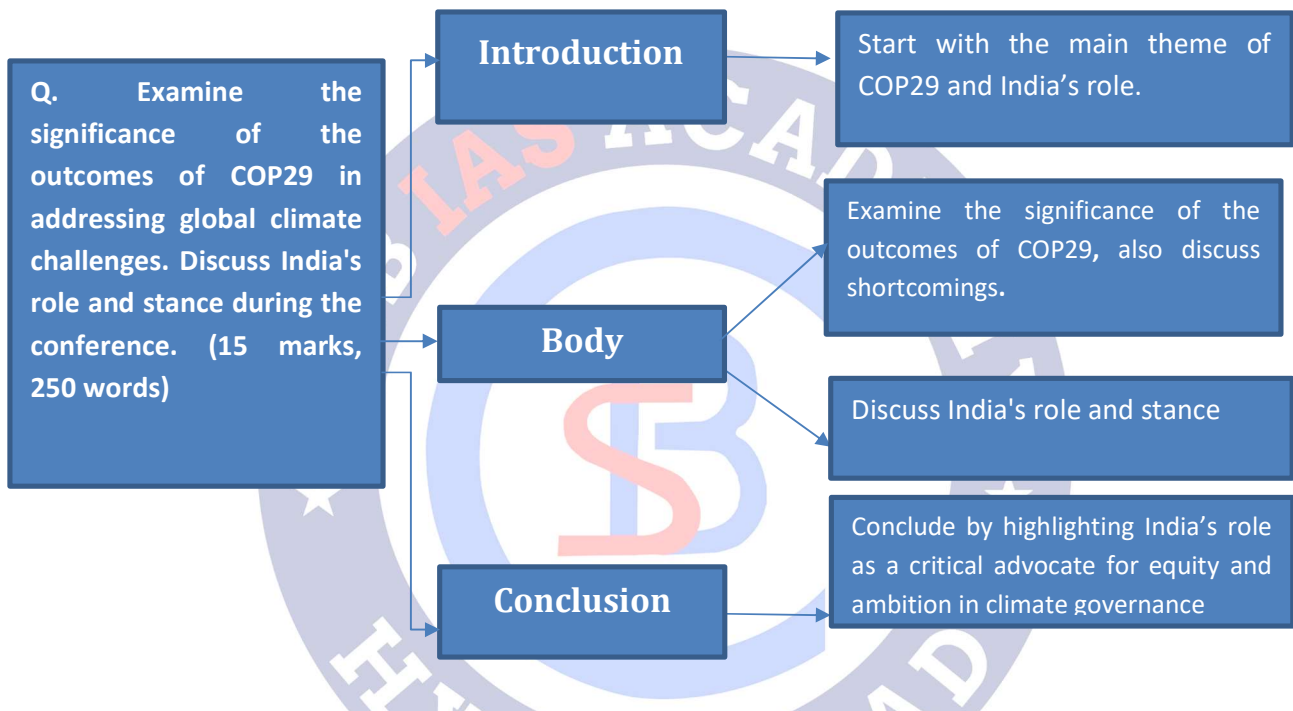 Q. Examine the
significance of the
outcomes of COP29 in
addressing global climate
challenges. Discuss India's
role and stance during the
conference. (15 marks,
250 words)
Introduction
Start with the main theme of
COP29 and India’s role.
Body
Examine the significance of the
outcomes of COP29, also discuss
shortcomings.
Discuss India's role and stance
Conclusion
Conclude by highlighting India’s role
as a critical advocate for equity and
ambition in climate governance
B IAS ACAD
SB